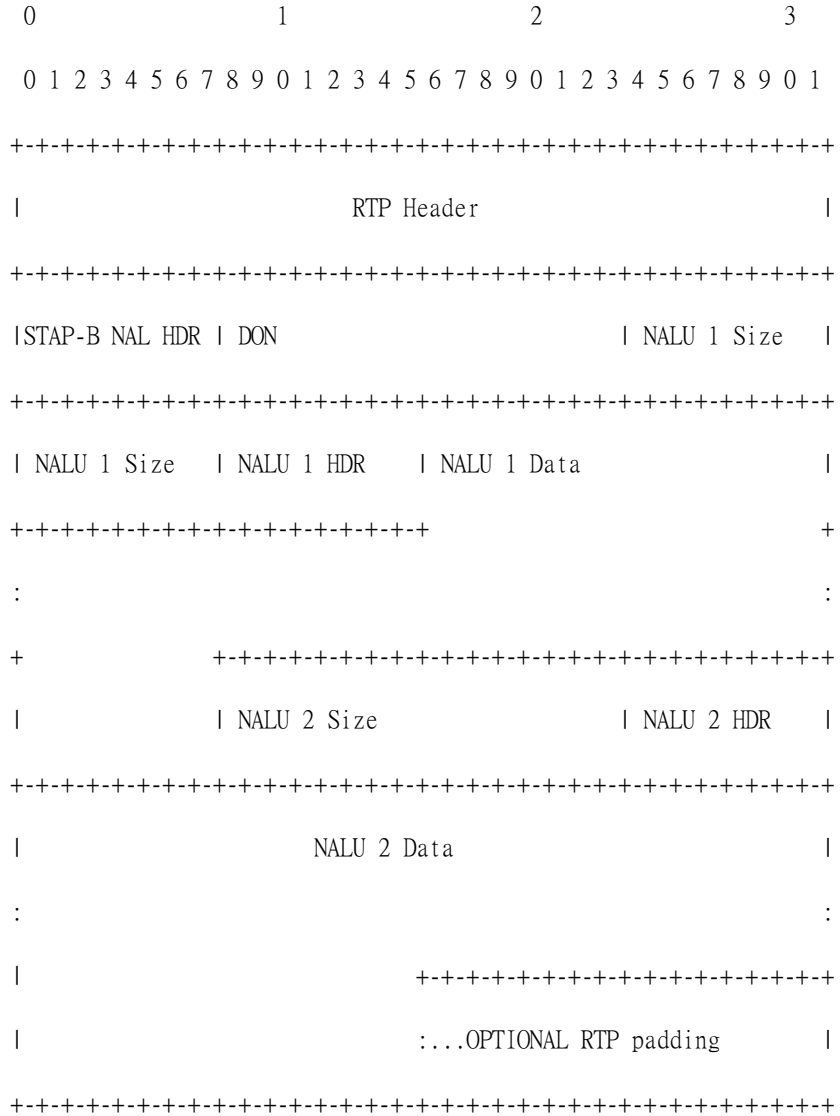 0                   1                   2                   3
0 1 2 3 4 5 6 7 8 9 0 1 2 3 4 5 6 7 8 9 0 1 2 3 4 5 6 7 8 9 0 1
+-+-+-+-+-+-+-+-+-+-+-+-+-+-+-+-+-+-+-+-+-+-+-+-+-+-+-+-+-+-+-+-+
|                          RTP Header                           |
+-+-+-+-+-+-+-+-+-+-+-+-+-+-+-+-+-+-+-+-+-+-+-+-+-+-+-+-+-+-+-+-+
|STAP-B NAL HDR | DON                           | NALU 1 Size   |
+-+-+-+-+-+-+-+-+-+-+-+-+-+-+-+-+-+-+-+-+-+-+-+-+-+-+-+-+-+-+-+-+
| NALU 1 Size   | NALU 1 HDR    | NALU 1 Data                   |
+-+-+-+-+-+-+-+-+-+-+-+-+-+-+-+-+                               +
:                                                               :
+               +-+-+-+-+-+-+-+-+-+-+-+-+-+-+-+-+-+-+-+-+-+-+-+-+
|               | NALU 2 Size                   | NALU 2 HDR    |
+-+-+-+-+-+-+-+-+-+-+-+-+-+-+-+-+-+-+-+-+-+-+-+-+-+-+-+-+-+-+-+-+
|                       NALU 2 Data                             |
:                                                               :
|                               +-+-+-+-+-+-+-+-+-+-+-+-+-+-+-+-+
|                               :...OPTIONAL RTP padding        |
+-+-+-+-+-+-+-+-+-+-+-+-+-+-+-+-+-+-+-+-+-+-+-+-+-+-+-+-+-+-+-+-+